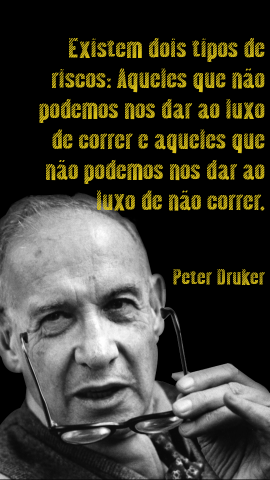 Existem dois tipos de
riscos: Aqueles que não
podemos nos dar ao luxo
de correr e aqueles que
não podemos nos dar ao
luxo de não correr.
Peter Druker